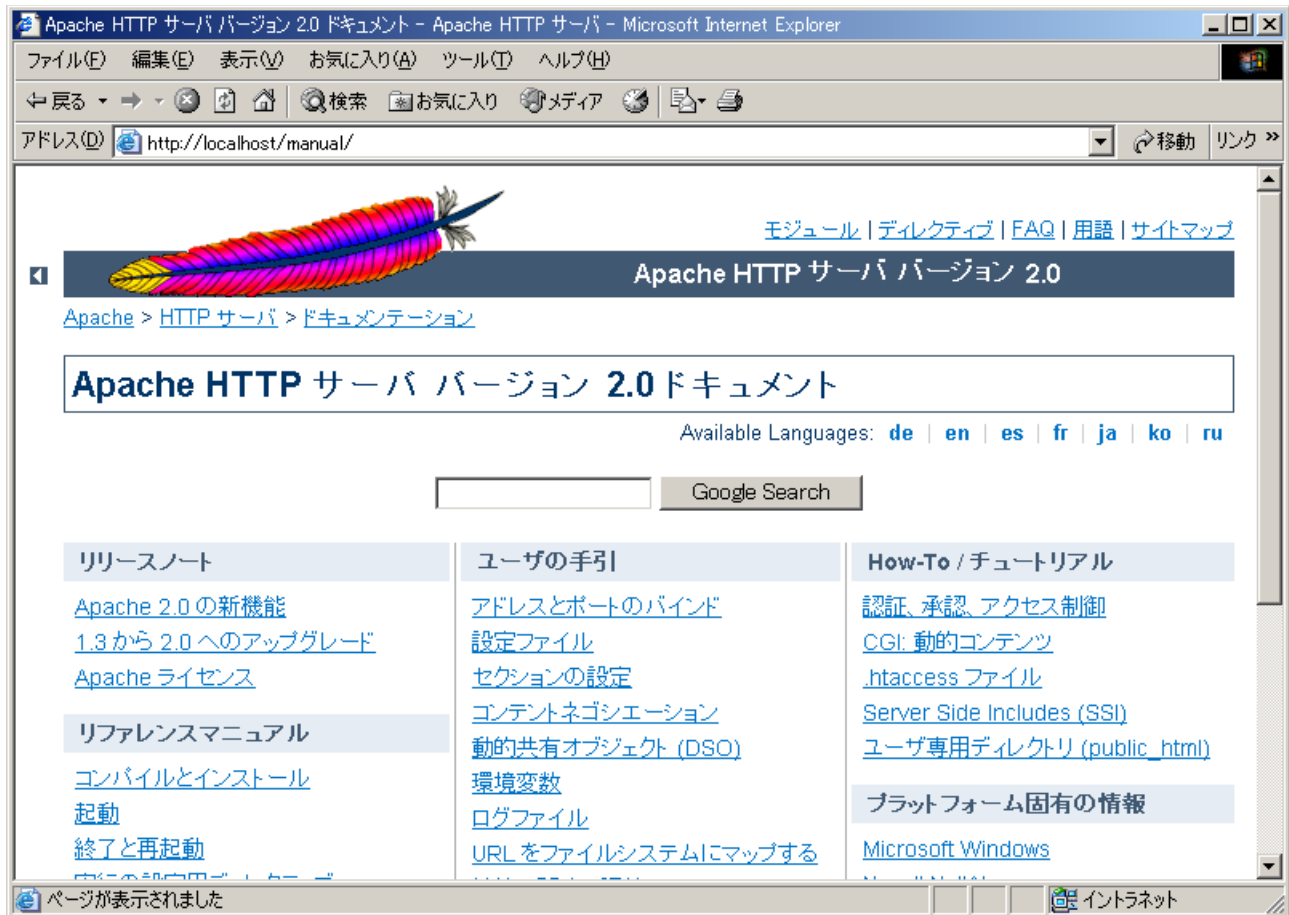 Apache HTTP サーバ バージョン 2.0 ドキュメント - Apache HTTP サーバ - Microsoft Internet Explorer
ファイル(F) 編集(E) 表示(V) お気に入り(A) ツール(T) ヘルプ(H)
戻る 検索 お気に入り メディア
アドレス(D) http://localhost/manual/ 移動 リンク »
モジュール | ディレクティブ | FAQ | 用語 | サイトマップ
Apache HTTP サーバ バージョン 2.0
Apache > HTTP サーバ > ドキュメンテーション
Apache HTTP サーバ バージョン 2.0 ドキュメント
Available Languages: de | en | es | fr | ja | ko | ru
Google Search
リリースノート
Apache 2.0 の新機能
1.3 から 2.0 へのアップグレード
Apache ライセンス
リファレンスマニュアル
コンパイルとインストール
起動
終了と再起動
ユーザの手引
アドレスとポートのバインド
設定ファイル
セクションの設定
コンテントネゴシエーション
動的共有オブジェクト (DSO)
環境変数
ログファイル
URL をファイルシステムにマップする
How-To / チュートリアル
認証、承認、アクセス制御
CGI: 動的コンテンツ
.htaccess ファイル
Server Side Includes (SSI)
ユーザ専用ディレクトリ (public_html)
プラットフォーム固有の情報
Microsoft Windows
ページが表示されました イントラネット